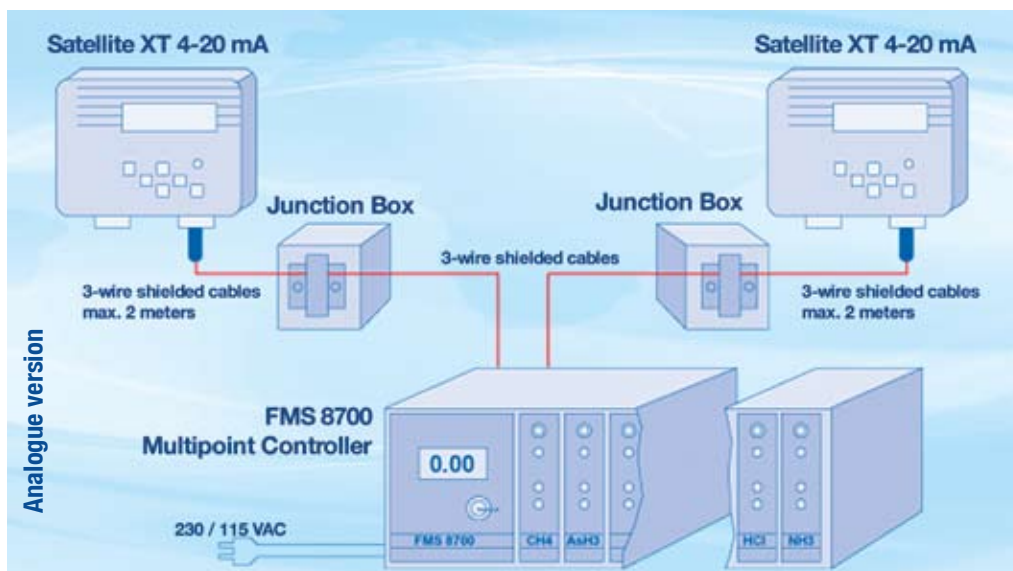 Satellite XT 4-20 mA
Satellite XT 4-20 mA
Junction Box
Junction Box
3-wire shielded cables
3-wire shielded cables
max. 2 meters
3-wire shielded cables
max. 2 meters
Analogue version
FMS 8700
Multipoint Controller
0.00
230 / 115 VAC
FMS 8700
CH4
AsH3
HCl
NH3